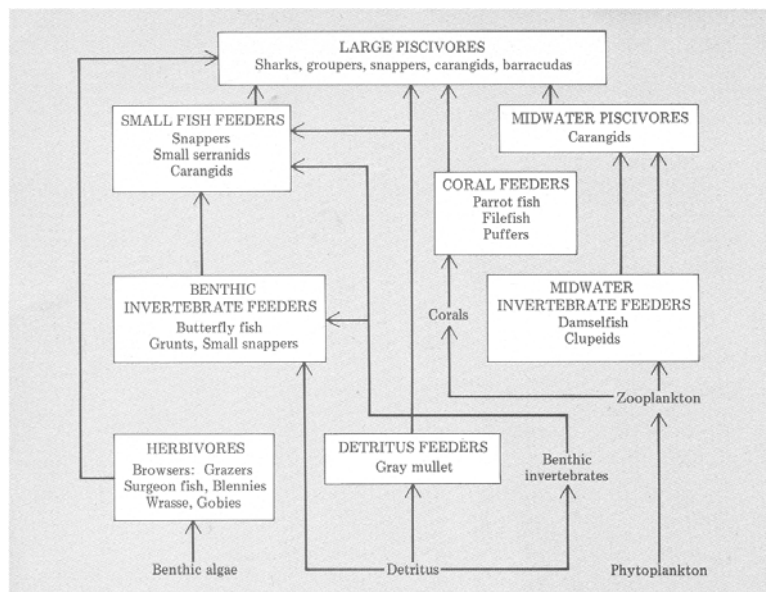 LARGE PISCIVORES
Sharks, groupers, snappers, carangids, barracudas
SMALL FISH FEEDERS
Snappers
Small serranids
Carangids
MIDWATER PISCIVORES
Carangids
CORAL FEEDERS
Parrot fish
Filefish
Puffers
BENTHIC
INVERTEBRATE FEEDERS
Butterfly fish
Grunts, Small snappers
Corals
MIDWATER
INVERTEBRATE FEEDERS
Damselfish
Clupeids
Zooplankton
HERBIVORES
Browsers: Grazers
Surgeon fish, Blennies
Wrasse, Gobies
DETRITUS FEEDERS
Gray mullet
Benthic
invertebrates
Benthic algae
Detritus
Phytoplankton